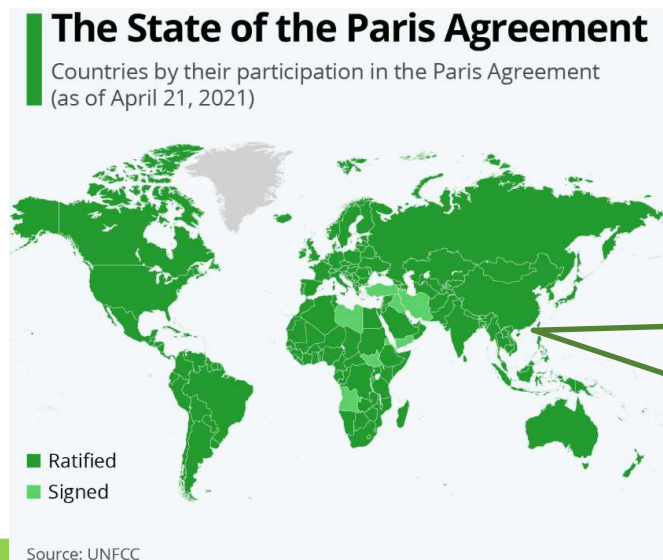 The State of the Paris Agreement
Countries by their participation in the Paris Agreement
(as of April 21, 2021)
Ratified
Signed
Source: UNFCC